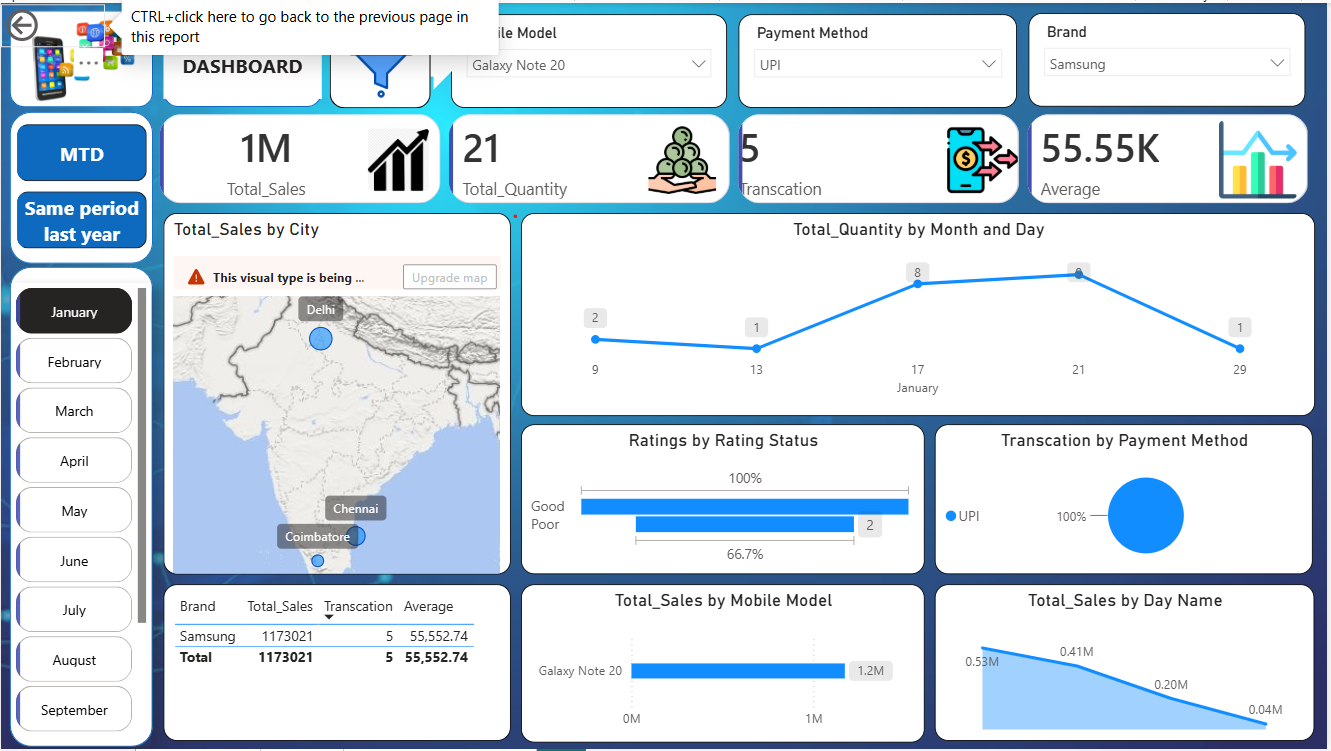 CTRL+click here to go back to the previous page in
this report
DASHBOARD
ile Model
Galaxy Note 20
Payment Method
UPI
Brand
Samsung
MTD
Same period
last year
1M
Total_Sales
21
Total_Quantity
5
Transcation
55.55K
Average
January
February
March
April
May
June
July
August
September
Total_Sales by City
This visual type is being ...
Upgrade map
Delhi
Chennai
Coimbatore
Total_Quantity by Month and Day
2
1
8
1
9
13
17
21
29
January
Ratings by Rating Status
100%
Good
Poor
2
66.7%
Transcation by Payment Method
UPI
100%
Brand Total_Sales Transcation Average
Samsung 1173021 5 55,552.74
Total 1173021 5 55,552.74
Total_Sales by Mobile Model
Galaxy Note 20
1.2M
0M
1M
Total_Sales by Day Name
0.53M
0.41M
0.20M
0.04M